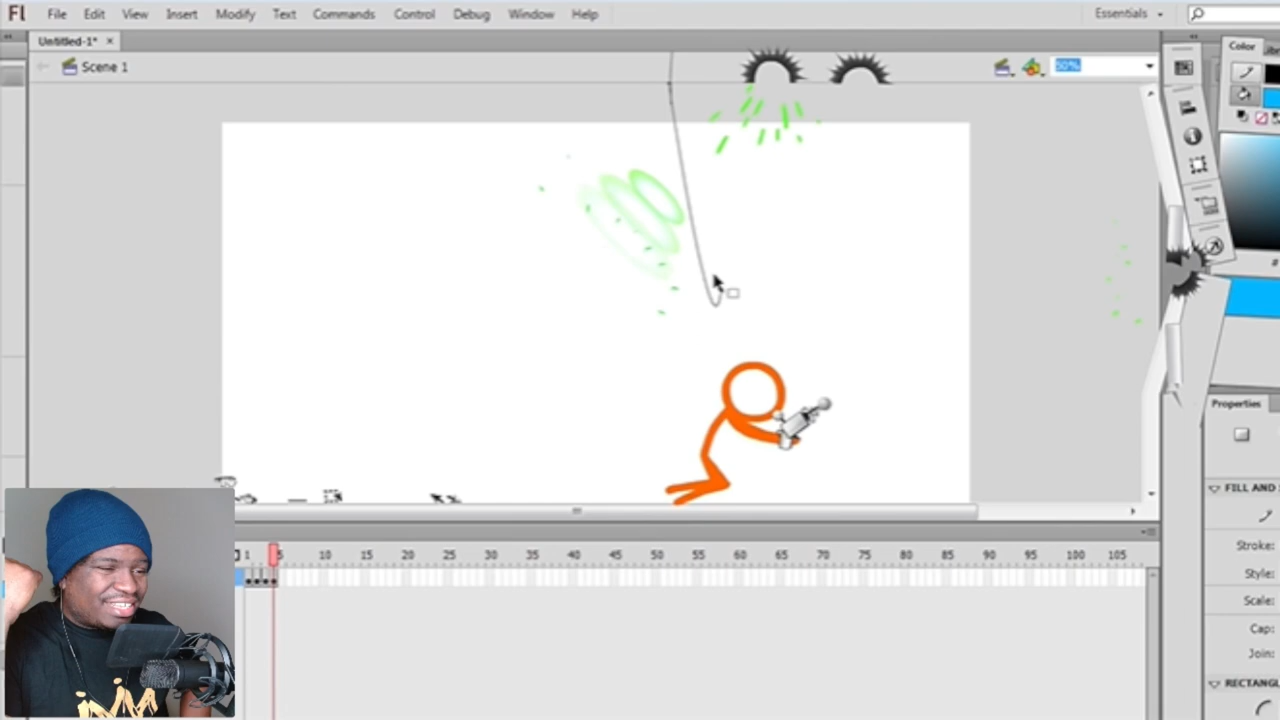 Fl File Edit View Insert Modify Text Commands Control Debug Window Help Essentials
Untitled-1* × Color
Scene 1 50%
Properties
FILL AND
1 5 10 15 20 25 30 35 40 45 50 55 60 65 70 75 80 85 90 95 100 105
Stroke:
Style:
Scale:
Cap:
Join:
RECTANGL